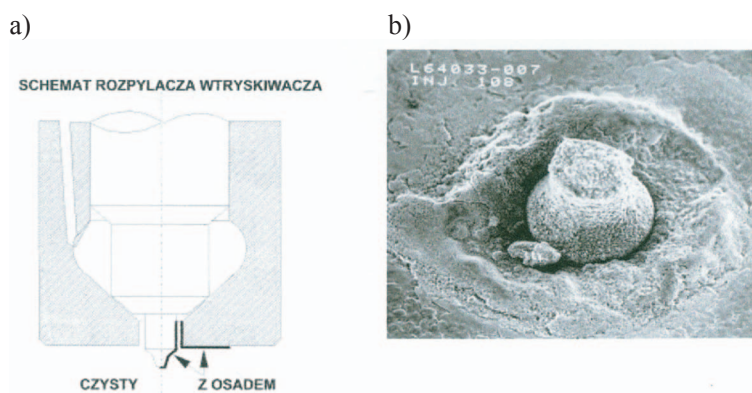 a)
b)
SCHEMAT ROZPYLACZA WTRYSKIWACZA
CZYSTY
Z OSADEM
L64033-007
INJ. 108